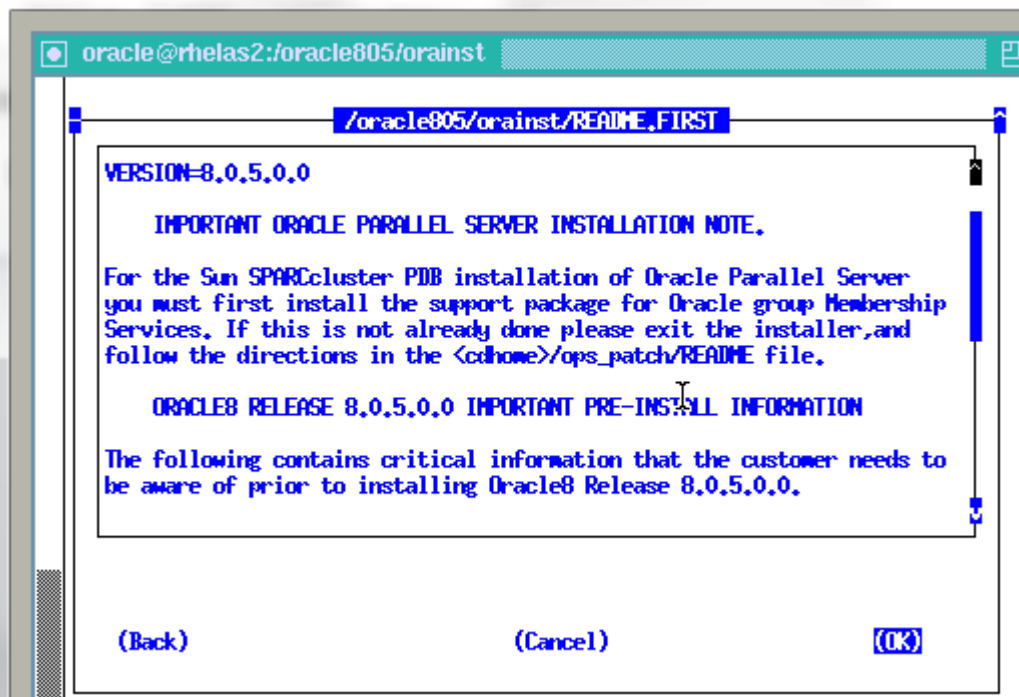 oracle@rhelas2:/oracle805/orainst
/oracle805/orainst/README.FIRST
VERSION=8.0.5.0.0
IMPORTANT ORACLE PARALLEL SERVER INSTALLATION NOTE.
For the Sun SPARCcluster PDB installation of Oracle Parallel Server
you must first install the support package for Oracle group Membership
Services. If this is not already done please exit the installer,and
follow the directions in the <cdhome>/ops_patch/README file.
ORACLE8 RELEASE 8.0.5.0.0 IMPORTANT PRE-INSTALL INFORMATION
The following contains critical information that the customer needs to
be aware of prior to installing Oracle8 Release 8.0.5.0.0.
(Back) (Cancel) (OK)